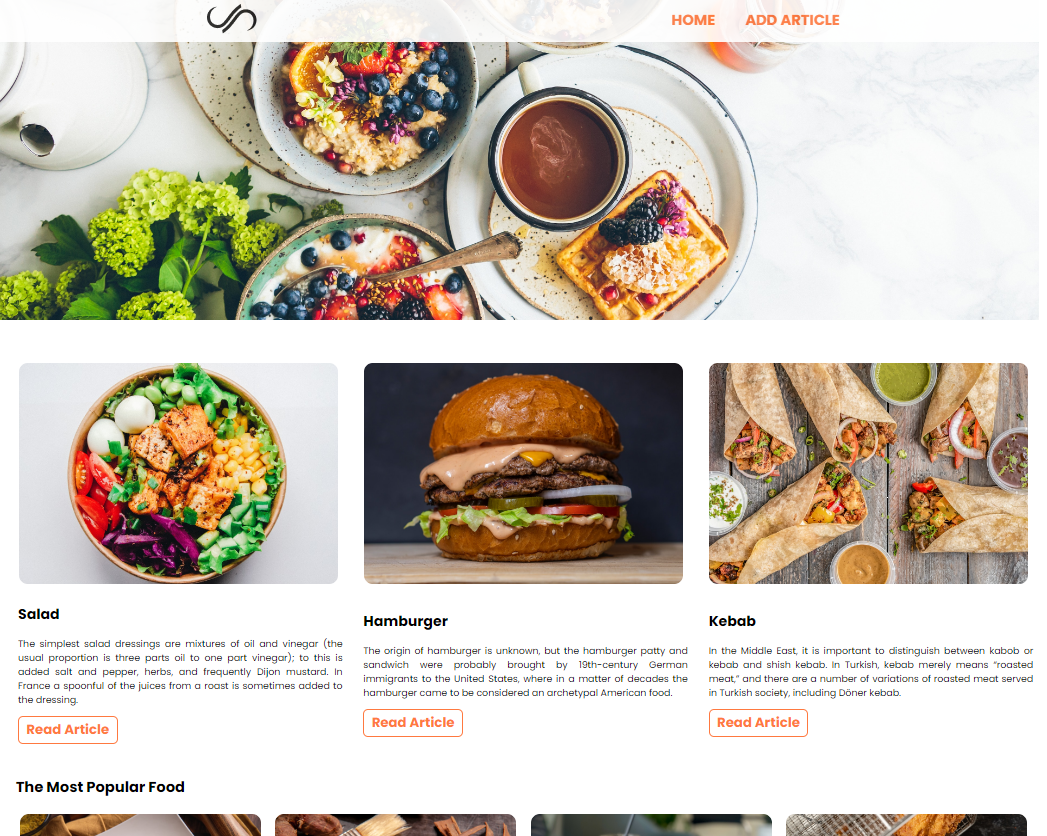 HOME ADD ARTICLE
Salad
The simplest salad dressings are mixtures of oil and vinegar (the
usual proportion is three parts oil to one part vinegar); to this is
added salt and pepper, herbs, and frequently Dijon mustard. In
France a spoonful of the juices from a roast is sometimes added to
the dressing.
Read Article
Hamburger
The origin of hamburger is unknown, but the hamburger patty and
sandwich were probably brought by 19th-century German
immigrants to the United States, where in a matter of decades the
hamburger came to be considered an archetypal American food.
Read Article
Kebab
In the Middle East, it is important to distinguish between kabob or
kebab and shish kebab. In Turkish, kebab merely means “roasted
meat,” and there are a number of variations of roasted meat served
in Turkish society, including Döner kebab.
Read Article
The Most Popular Food